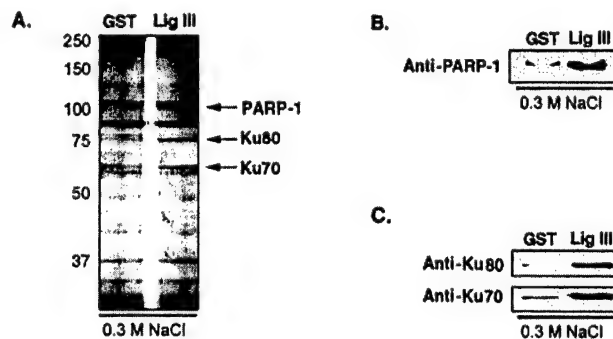 A.
GST Lig III
250
150
100
75
50
37
PARP-1
Ku80
Ku70
0.3 M NaCl
B.
GST Lig III
Anti-PARP-1
0.3 M NaCl
C.
GST Lig III
Anti-Ku80
Anti-Ku70
0.3 M NaCl